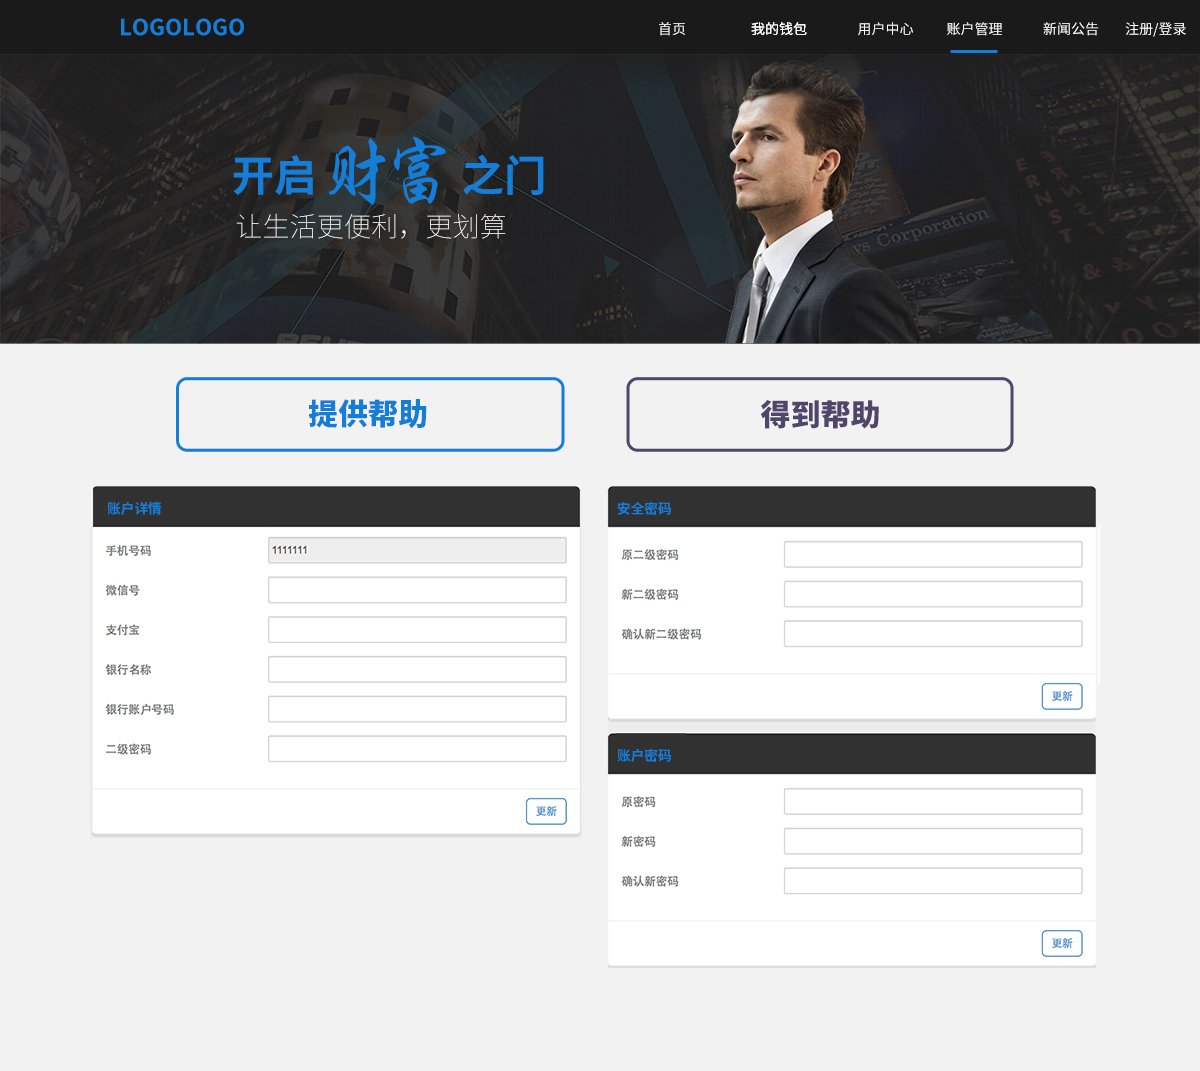 LOGOLOGO
首页 我的钱包 用户中心 账户管理 新闻公告 注册/登录
开启 财富 之门
让生活更便利，更划算
Corporation
提供帮助 得到帮助
账户详情
手机号码 1111111
微信号
支付宝
银行名称
银行账户号码
二级密码
更新
安全密码
原二级密码
新二级密码
确认新二级密码
更新
账户密码
原密码
新密码
确认新密码
更新